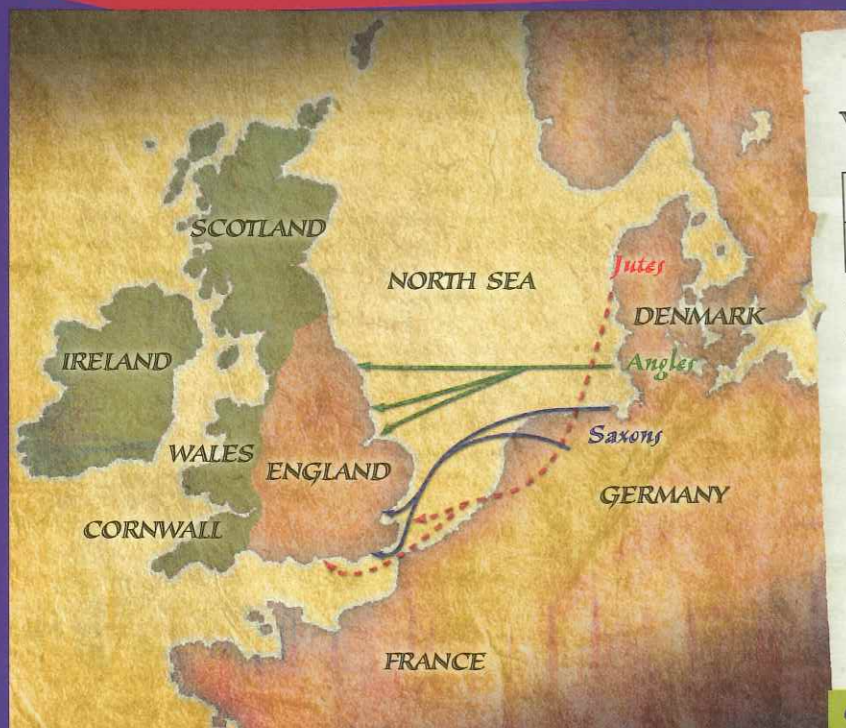 SCOTLAND
NORTH SEA
Jutes
DENMARK
IRELAND
Angles
WALES
ENGLAND
Saxons
GERMANY
CORNWALL
FRANCE